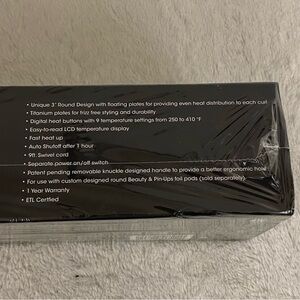 • Unique 3" Round Design with floating plates for providing even heat distribution to each curl
• Titanium plates for frizz free styling and durability
• Digital heat buttons with 9 temperature settings from 250 to 410 °F
• Easy-to-read LCD temperature display
• Fast heat up
• Auto Shutoff after 1 hour
• 9ft. Swivel cord
• Separate power on/off switch
• Patent pending removable knuckle designed handle to provide a better ergonomic hold
• For use with custom designed round Beauty & Pin-Ups foil pads (sold separately).
• 1 Year Warranty
• ETL Certified